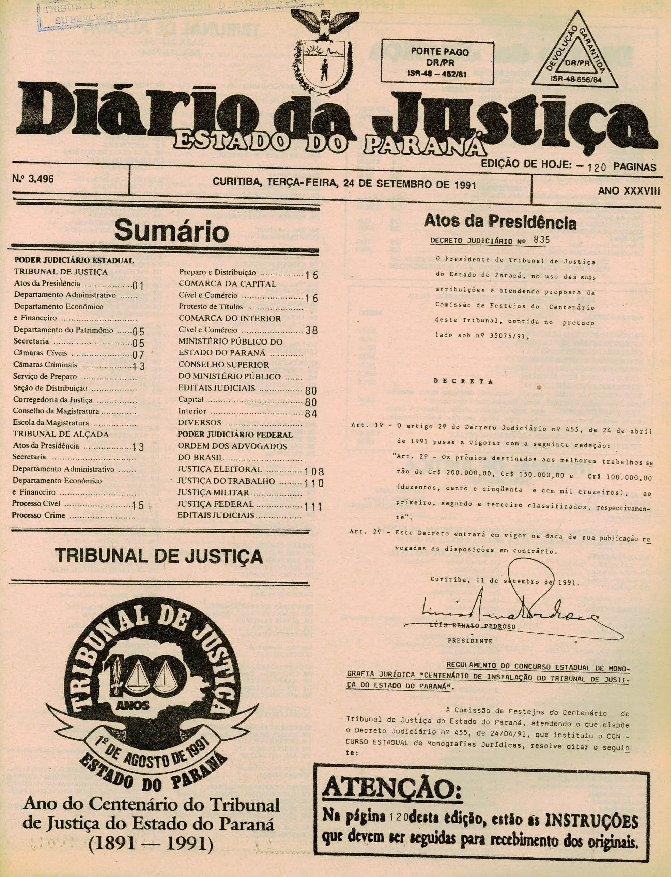 TRIBUNAL DE
PORTE PAGO
DR/PR
ISR-48 - 452/81
DEVOLUÇÃO GARANTIDA
DR/PR
ISR-48-556/84
Diário da Justiça
ESTADO DO PARANÁ
EDIÇÃO DE HOJE: - 120 PAGINAS
N.º 3.496
CURITIBA, TERÇA-FEIRA, 24 DE SETEMBRO DE 1991
ANO XXXVIII
Sumário
PODER JUDICIÁRIO ESTADUAL
TRIBUNAL DE JUSTIÇA
Atos da Presidência ............ 01
Departamento Administrativo ....
Departamento Econômico
e Financeiro ............
Departamento do Patrimônio ..... 05
Secretaria ............ 05
Câmaras Cíveis ............ 07
Câmaras Criminais ............ 13
Serviço de Preparo ............
Seção de Distribuição ............
Corregedoria da Justiça ............
Conselho da Magistratura ............
Escola da Magistratura ............
TRIBUNAL DE ALÇADA
Atos da Presidência ............ 13
Secretaria ............
Departamento Administrativo ......
Departamento Econômico
e Financeiro ............
Processo Cível ............ 15
Processo Crime ............
Preparo e Distribuição ............ 16
COMARCA DA CAPITAL
Cível e Comércio ............ 16
Protesto de Títulos ............
COMARCA DO INTERIOR
Cível e Comércio ............ 38
MINISTÉRIO PÚBLICO DO
ESTADO DO PARANÁ ............
CONSELHO SUPERIOR
DO MINISTÉRIO PÚBLICO ......
EDITAIS JUDICIAIS ............ 80
Capital ............ 80
Interior ............ 84
DIVERSOS ............
PODER JUDICIÁRIO FEDERAL
ORDEM DOS ADVOGADOS
DO BRASIL ............
JUSTIÇA ELEITORAL ............ 108
JUSTIÇA DO TRABALHO ............ 110
JUSTIÇA MILITAR ............
JUSTIÇA FEDERAL ............ 111
EDITAIS JUDICIAIS ............
TRIBUNAL DE JUSTIÇA
TRIBUNAL DE JUSTIÇA
100
ANOS
1º DE AGOSTO DE 1991
ESTADO DO PARANÁ
Ano do Centenário do Tribunal
de Justiça do Estado do Paraná
(1891 — 1991)
Atos da Presidência
DECRETO JUDICIÁRIO Nº 835
O Presidente do Tribunal de Justiça
do Estado do Paraná, no uso das suas
atribuições e atendendo proposta da
Comissão de Festejos do Centenário
deste Tribunal, contida no protoco
lado sob nº 35075/91,
D E C R E T A
Art. 1º - O artigo 29 do Decreto Judiciário nº 455, de 24 de abril
de 1991 passa a vigorar com a seguinte redação:
"Art. 29 - Os prêmios destinados aos melhores trabalhos se
rão de Cr$ 200.000,00, Cr$ 150.000,00 e Cr$ 100.000,00
(duzentos, cento e cinqüenta e cem mil cruzeiros), ao
primeiro, segundo e terceiro classificados, respectivamen-
te".
Art. 2º - Este Decreto entrará em vigor na data de sua publicação re
vogadas as disposições em contrário.
Curitiba, 11 de setembro de 1991.
LUIS RENATO PEDROSO
PRESIDENTE
REGULAMENTO DO CONCURSO ESTADUAL DE MONO-
GRAFIA JURÍDICA "CENTENÁRIO DE INSTALAÇÃO DO TRIBUNAL DE JUSTI-
ÇA DO ESTADO DO PARANÁ".
A Comissão de Festejos do Centenário do
Tribunal de Justiça do Estado do Paraná, atendendo o que dispõe
o Decreto Judiciário nº 455, de 24/04/91, que instituiu o CON -
CURSO ESTADUAL de Monografias Jurídicas, resolve ditar o seguin
te:
ATENÇÃO:
Na página 120 desta edição, estão as INSTRUÇÕES
que devem ser seguidas para recebimento dos originais.